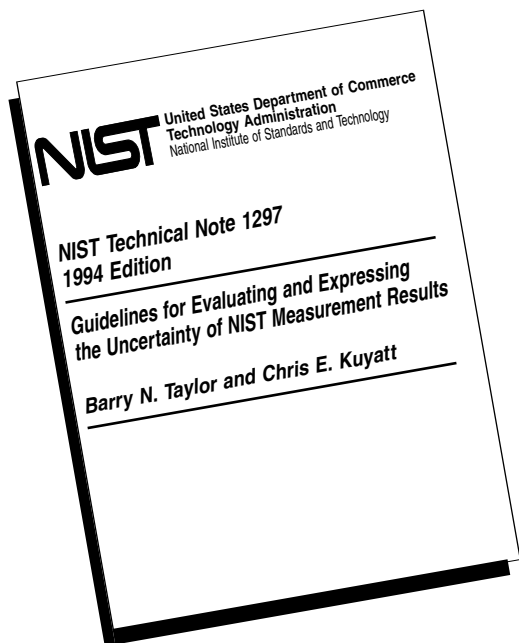 NIST
United States Department of Commerce
Technology Administration
National Institute of Standards and Technology
NIST Technical Note 1297
1994 Edition
Guidelines for Evaluating and Expressing
the Uncertainty of NIST Measurement Results
Barry N. Taylor and Chris E. Kuyatt